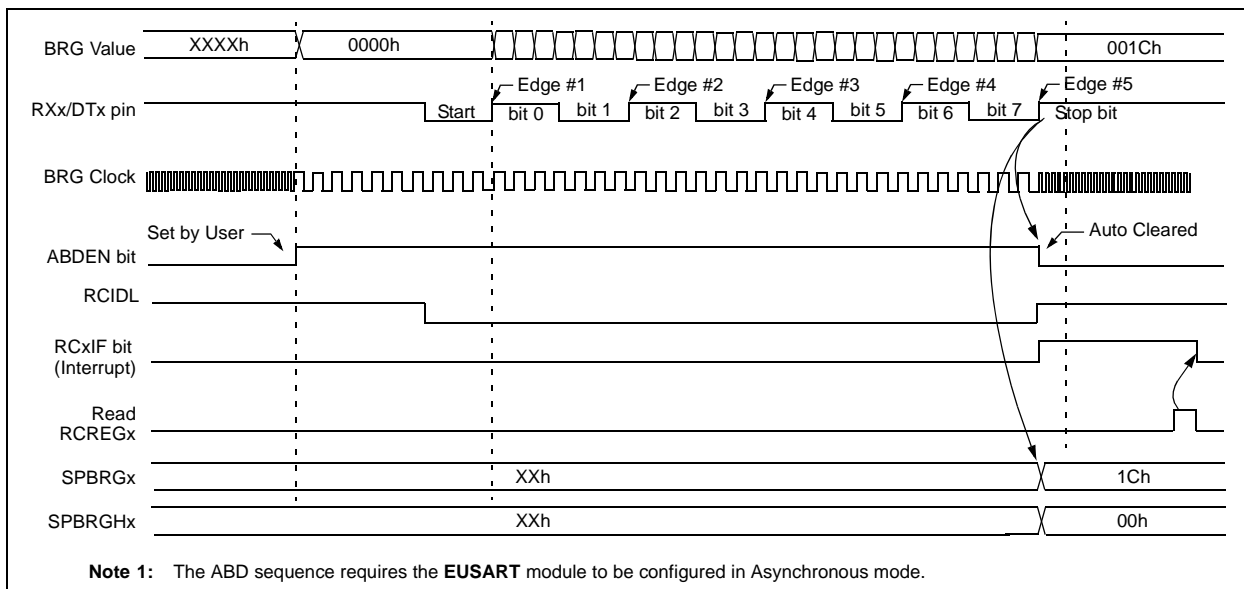 BRG Value XXXXh 0000h 001Ch
Edge #1 Edge #2 Edge #3 Edge #4 Edge #5
RXx/DTx pin Start bit 0 bit 1 bit 2 bit 3 bit 4 bit 5 bit 6 bit 7 Stop bit
BRG Clock
Set by User Auto Cleared
ABDEN bit
RCIDL
RCxIF bit
(Interrupt)
Read
RCREGx
SPBRGx XXh 1Ch
SPBRGHx XXh 00h
Note 1: The ABD sequence requires the EUSART module to be configured in Asynchronous mode.